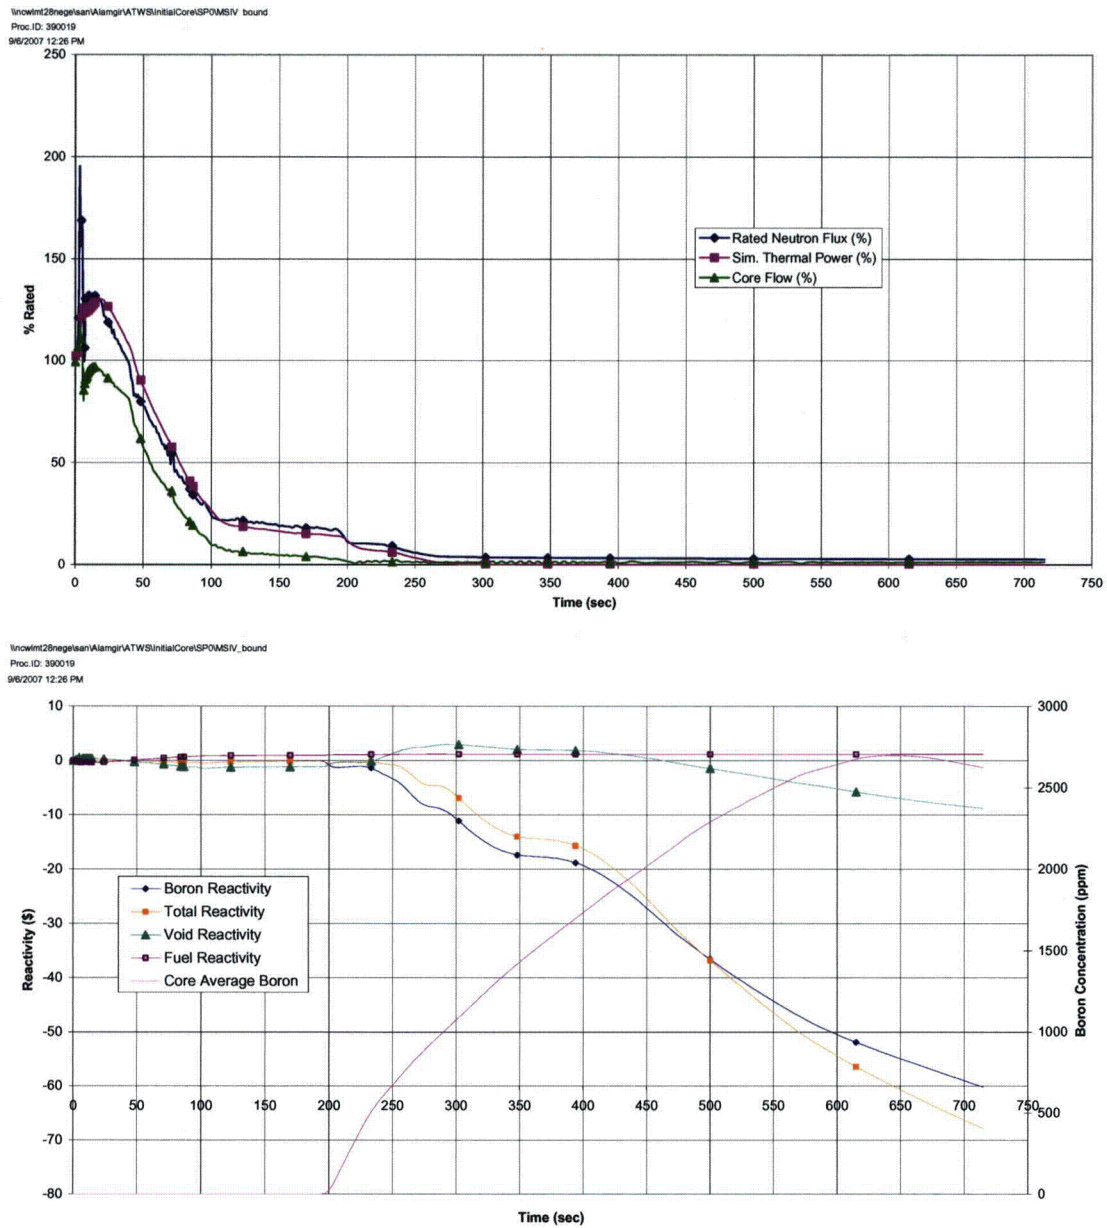 \\ncwlmt28nege\san\Alamgir\ATWS\InitialCore\SP0\MSIV_bound
Proc.ID: 390019
9/6/2007 12:26 PM
250
200
150
100
50
0
% Rated
Rated Neutron Flux (%)
Sim. Thermal Power (%)
Core Flow (%)
0 50 100 150 200 250 300 350 400 450 500 550 600 650 700 750
Time (sec)
\\ncwlmt28nege\san\Alamgir\ATWS\InitialCore\SP0\MSIV_bound
Proc.ID: 390019
9/6/2007 12:26 PM
10
0
-10
-20
-30
-40
-50
-60
-70
-80
Reactivity ($)
Boron Reactivity
Total Reactivity
Void Reactivity
Fuel Reactivity
Core Average Boron
3000
2500
2000
1500
1000
500
0
Boron Concentration (ppm)
0 50 100 150 200 250 300 350 400 450 500 550 600 650 700 750
Time (sec)